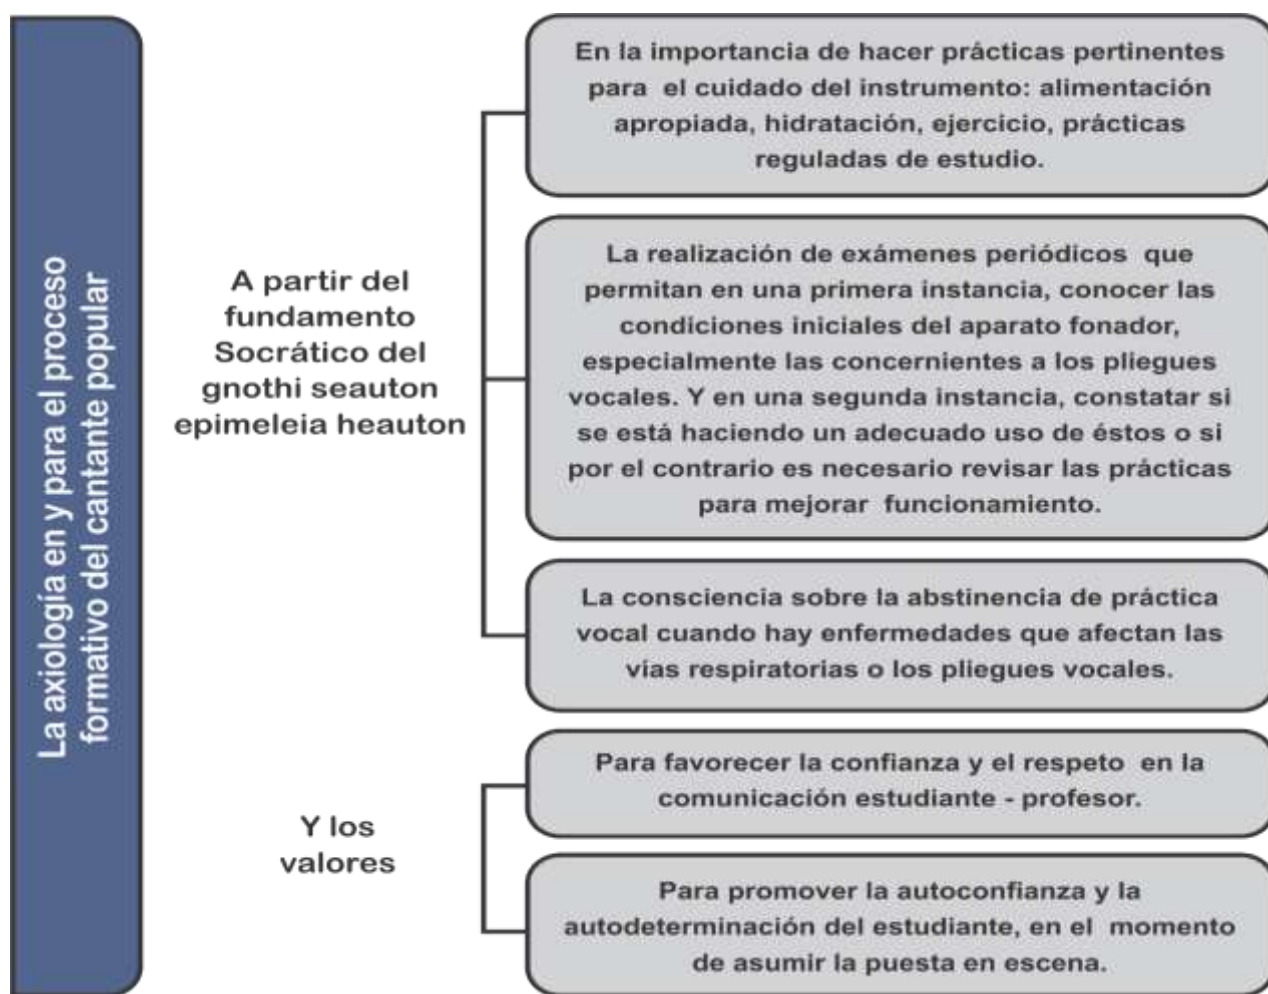 La axiología en y para el proceso
formativo del cantante popular
A partir del
fundamento
Socrático del
gnothi seauton
epimeleia heauton
En la importancia de hacer prácticas pertinentes
para el cuidado del instrumento: alimentación
apropiada, hidratación, ejercicio, prácticas
reguladas de estudio.
La realización de exámenes periódicos que
permitan en una primera instancia, conocer las
condiciones iniciales del aparato fonador,
especialmente las concernientes a los pliegues
vocales. Y en una segunda instancia, constatar si
se está haciendo un adecuado uso de éstos o si
por el contrario es necesario revisar las prácticas
para mejorar funcionamiento.
La consciencia sobre la abstinencia de práctica
vocal cuando hay enfermedades que afectan las
vías respiratorias o los pliegues vocales.
Y los
valores
Para favorecer la confianza y el respeto en la
comunicación estudiante - profesor.
Para promover la autoconfianza y la
autodeterminación del estudiante, en el momento
de asumir la puesta en escena.